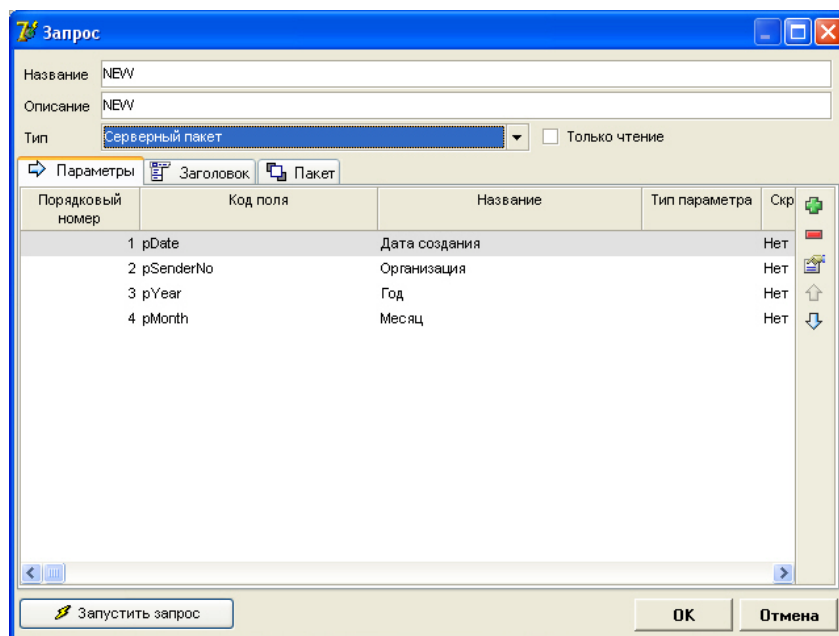 Запрос
Название NEW
Описание NEW
Тип Серверный пакет Только чтение
Параметры Заголовок Пакет
Порядковый номер Код поля Название Тип параметра Скр
1 pDate Дата создания Нет
2 pSenderNo Организация Нет
3 pYear Год Нет
4 pMonth Месяц Нет
Запустить запрос OK Отмена